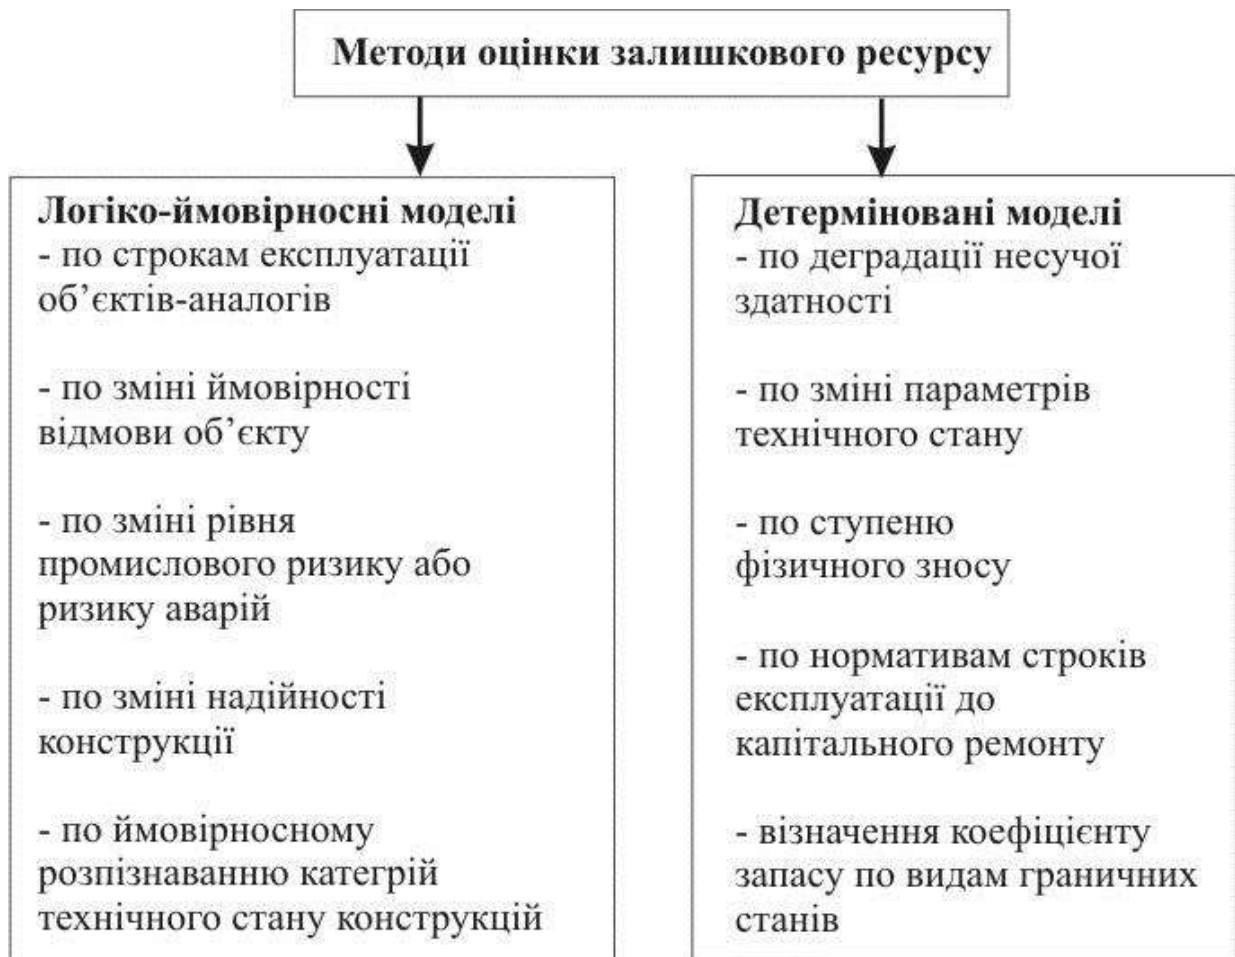 Методи оцінки залишкового ресурсу
Логіко-ймовірносні моделі
- по строкам експлуатації
об’єктів-аналогів
- по зміні ймовірності
відмови об’єкту
- по зміні рівня
промислового ризику або
ризику аварій
- по зміні надійності
конструкції
- по ймовірносному
розпізнаванню категрій
технічного стану конструкцій
Детерміновані моделі
- по деградації несучої
здатності
- по зміні параметрів
технічного стану
- по ступеню
фізичного зносу
- по нормативам строків
експлуатації до
капітального ремонту
- візначення коефіцієнту
запасу по видам граничних
станів